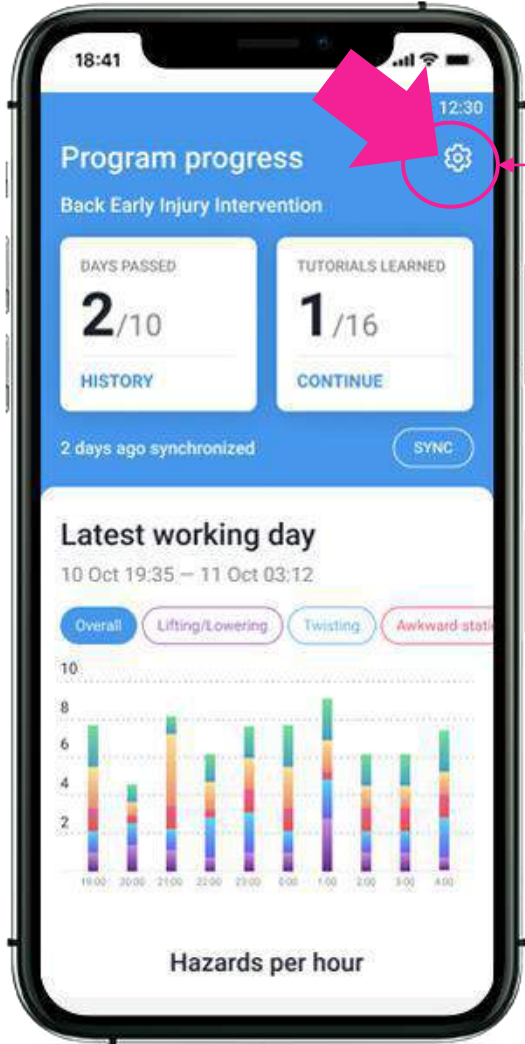 18:41
12:30
Program progress
Back Early Injury Intervention
DAYS PASSED
2/10
HISTORY
TUTORIALS LEARNED
1/16
CONTINUE
2 days ago synchronized
SYNC
Latest working day
10 Oct 19:35 — 11 Oct 03:12
Overall Lifting/Lowering Twisting Awkward stati
10
8
6
4
2
19:00 20:00 21:00 22:00 23:00 0:00 1:00 2:00 3:00 4:00
Hazards per hour